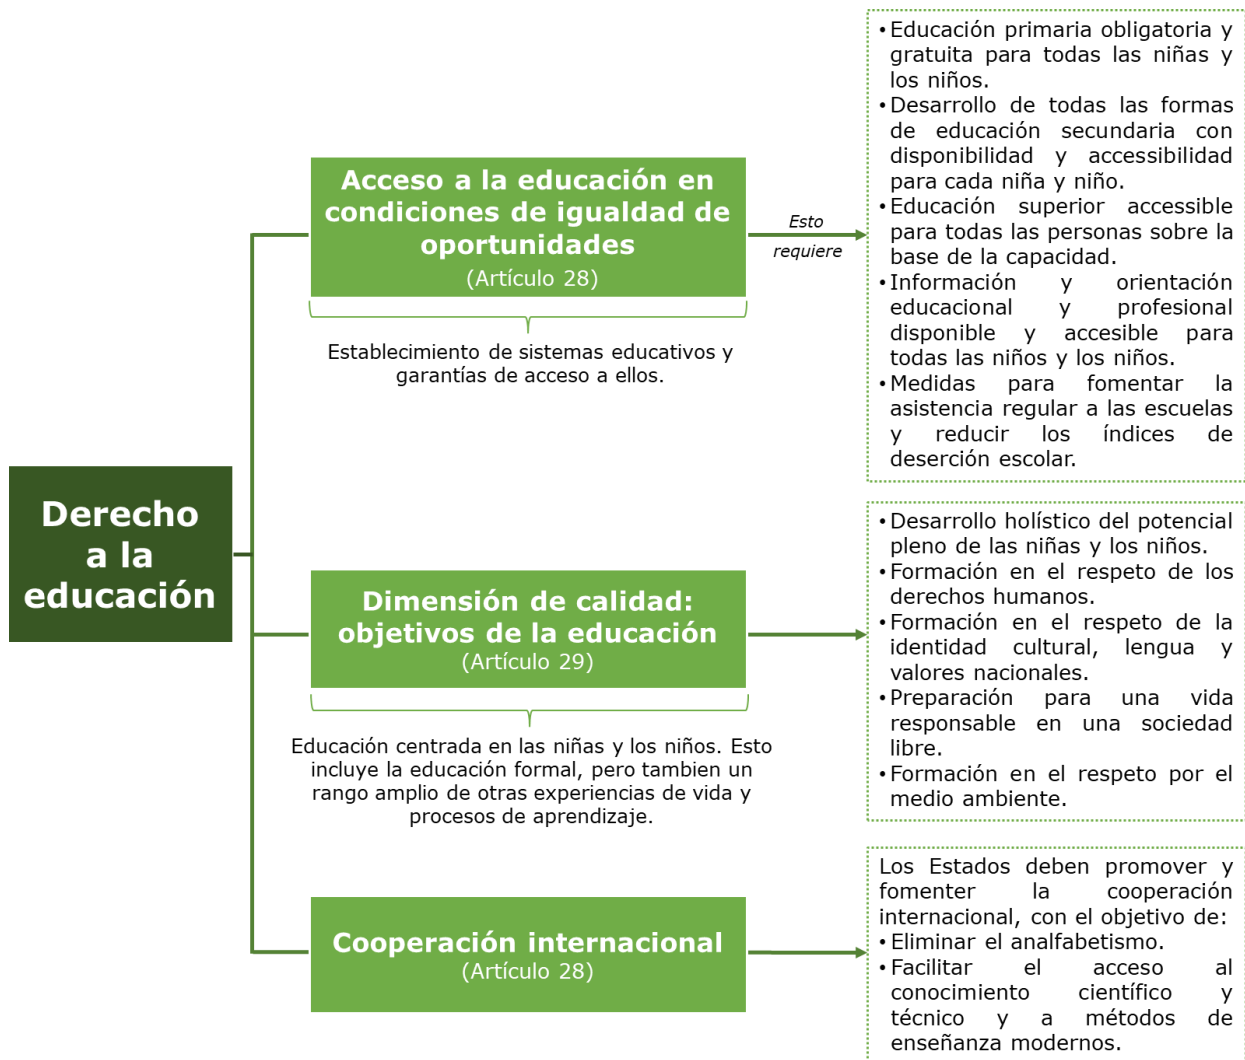 Derecho
a la
educación
Acceso a la educación en
condiciones de igualdad de
oportunidades
(Artículo 28)
Establecimiento de sistemas educativos y
garantías de acceso a ellos.
Esto
requiere
•Educación primaria obligatoria y
gratuita para todas las niñas y
los niños.
•Desarrollo de todas las formas
de educación secundaria con
disponibilidad y accessibilidad
para cada niña y niño.
•Educación superior accessible
para todas las personas sobre la
base de la capacidad.
•Información y orientación
educacional y profesional
disponible y accesible para
todas las niños y los niños.
•Medidas para fomentar la
asistencia regular a las escuelas
y reducir los índices de
deserción escolar.
Dimensión de calidad:
objetivos de la educación
(Artículo 29)
Educación centrada en las niñas y los niños. Esto
incluye la educación formal, pero tambien un
rango amplio de otras experiencias de vida y
procesos de aprendizaje.
•Desarrollo holístico del potencial
pleno de las niñas y los niños.
•Formación en el respeto de los
derechos humanos.
•Formación en el respeto de la
identidad cultural, lengua y
valores nacionales.
•Preparación para una vida
responsable en una sociedad
libre.
•Formación en el respeto por el
medio ambiente.
Cooperación internacional
(Artículo 28)
Los Estados deben promover y
fomenter la cooperación
internacional, con el objetivo de:
•Eliminar el analfabetismo.
•Facilitar el acceso al
conocimiento científico y
técnico y a métodos de
enseñanza modernos.